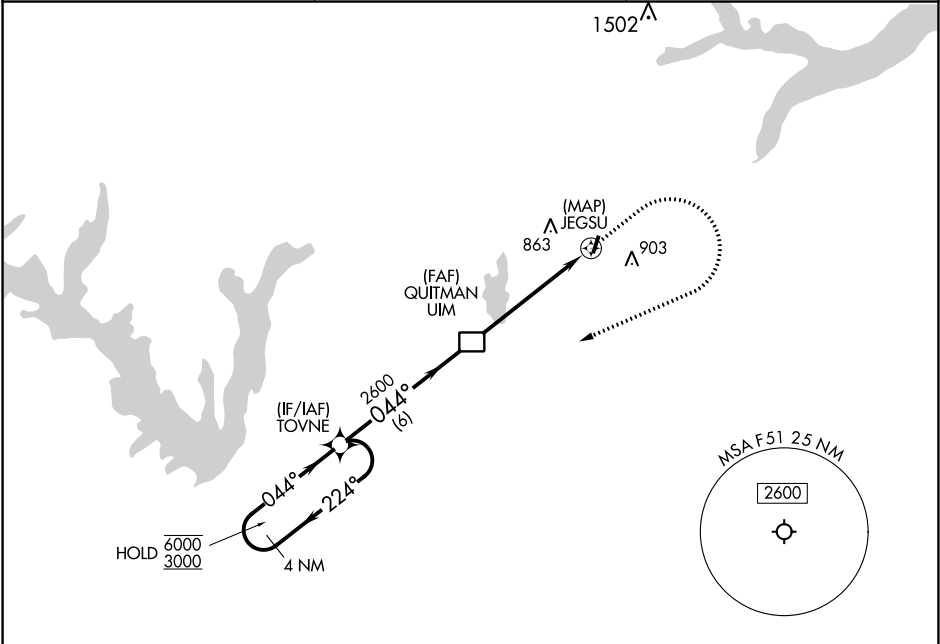 1502
(MAP)
JEGSU
863
903
(FAF)
QUITMAN
UIM
2600
044°
(6)
(IF/IAF)
TOVNE
044°
224°
HOLD 6000
3000
4 NM
MSA F51 25 NM
2600